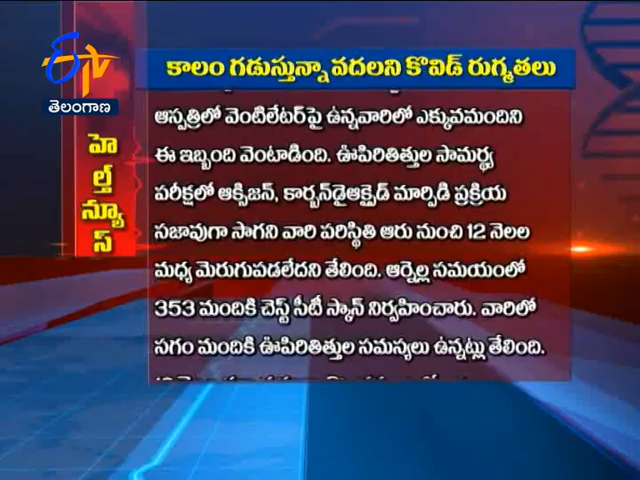 ETV
తెలంగాణ
హెల్త్ న్యూస్
కాలం గడుస్తున్నా వదలని కొవిడ్ రుగ్మతలు
ఆస్పత్రిలో వెంటిలేటర్‌పై ఉన్నవారిలో ఎక్కువమందిని
ఈ ఇబ్బంది వెంటాడింది. ఊపిరితిత్తుల సామర్థ్య
పరీక్షలో ఆక్సిజన్, కార్బన్‌డైఆక్సైడ్ మార్పిడి ప్రక్రియ
సజావుగా సాగని వారి పరిస్థితి ఆరు నుంచి 12 నెలల
మధ్య మెరుగుపడలేదని తేలింది. ఆర్నెల్ల సమయంలో
353 మందికి చెస్ట్ సీటీ స్కాన్ నిర్వహించారు. వారిలో
సగం మందికి ఊపిరితిత్తుల సమస్యలు ఉన్నట్లు తేలింది.